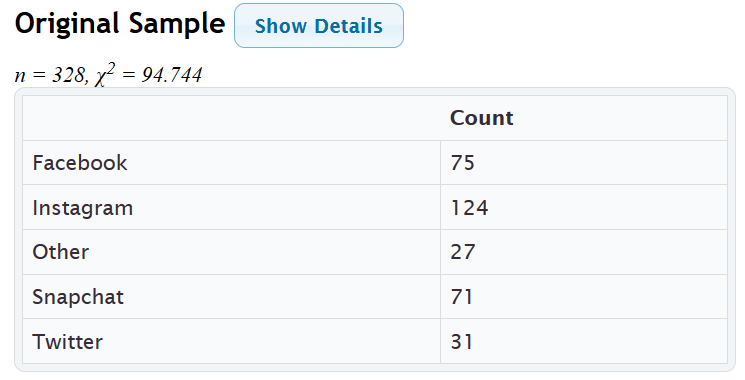 Original Sample Show Details
n = 328, χ² = 94.744
Count
Facebook 75
Instagram 124
Other 27
Snapchat 71
Twitter 31